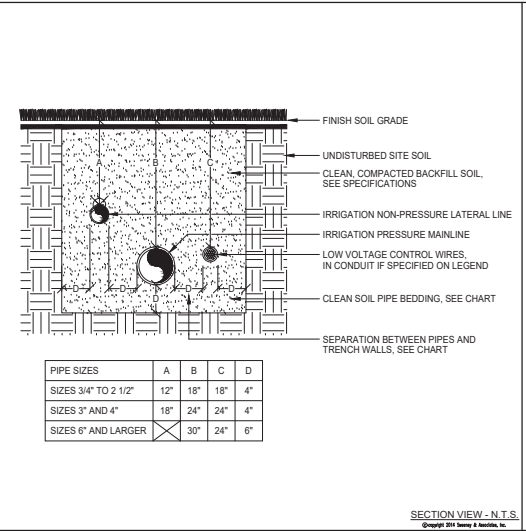 FINISH SOIL GRADE
UNDISTURBED SITE SOIL
CLEAN, COMPACTED BACKFILL SOIL,
SEE SPECIFICATIONS
IRRIGATION NON-PRESSURE LATERAL LINE
IRRIGATION PRESSURE MAINLINE
LOW VOLTAGE CONTROL WIRES,
IN CONDUIT IF SPECIFIED ON LEGEND
CLEAN SOIL PIPE BEDDING, SEE CHART
SEPARATION BETWEEN PIPES AND
TRENCH WALLS, SEE CHART
A B C
D D D D
D
PIPE SIZES A B C D
SIZES 3/4" TO 2 1/2" 12" 18" 18" 4"
SIZES 3" AND 4" 18" 24" 24" 4"
SIZES 6" AND LARGER 30" 24" 6"
SECTION VIEW - N.T.S.
©copyright 2014 Sweeney & Associates, Inc.